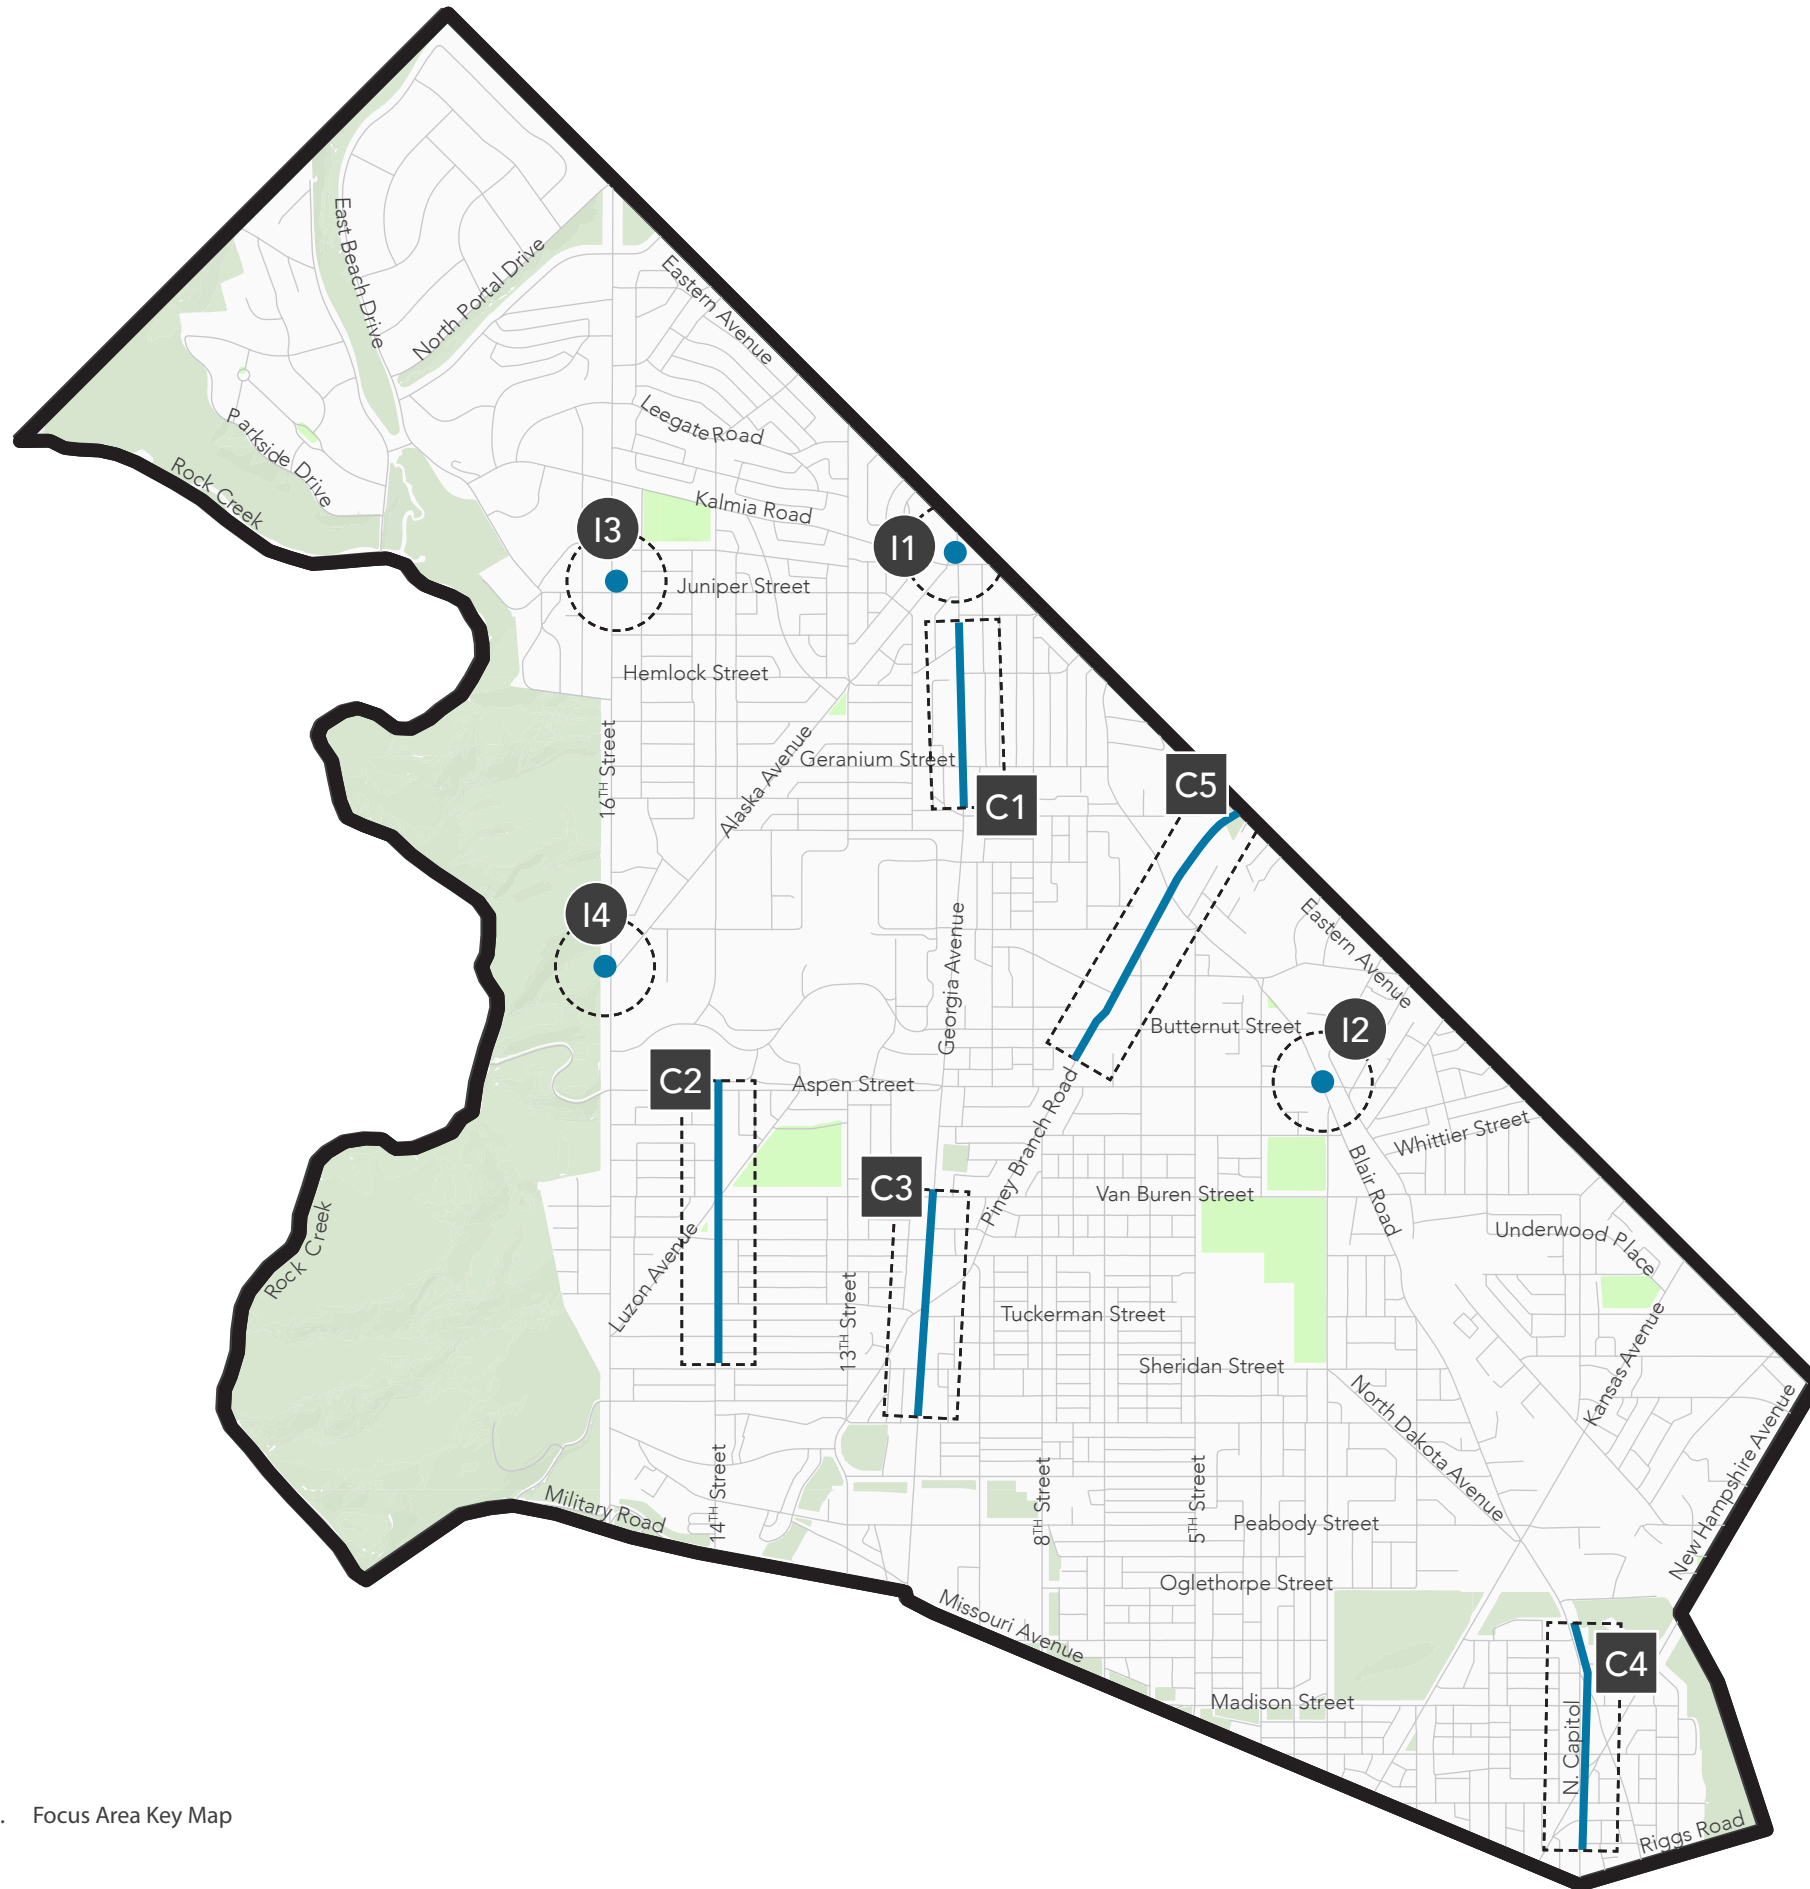 East Beach Drive
North Portal Drive
Eastern Avenue
Leegate Road
Parkside Drive
Rock Creek
Kalmia Road
I3
I1
Juniper Street
Hemlock Street
16TH Street
Alaska Avenue
Geranium Street
C1
C5
I4
Georgia Avenue
Eastern Avenue
Butternut Street
I2
C2
Aspen Street
Piney Branch Road
Whittier Street
Blair Road
C3
Van Buren Street
Underwood Place
Rock Creek
Luzon Avenue
13TH Street
Tuckerman Street
Sheridan Street
Kansas Avenue
North Dakota Avenue
New Hampshire Avenue
14TH Street
8TH Street
5TH Street
Military Road
Peabody Street
Oglethorpe Street
Missouri Avenue
C4
Madison Street
N. Capitol
Riggs Road
. Focus Area Key Map